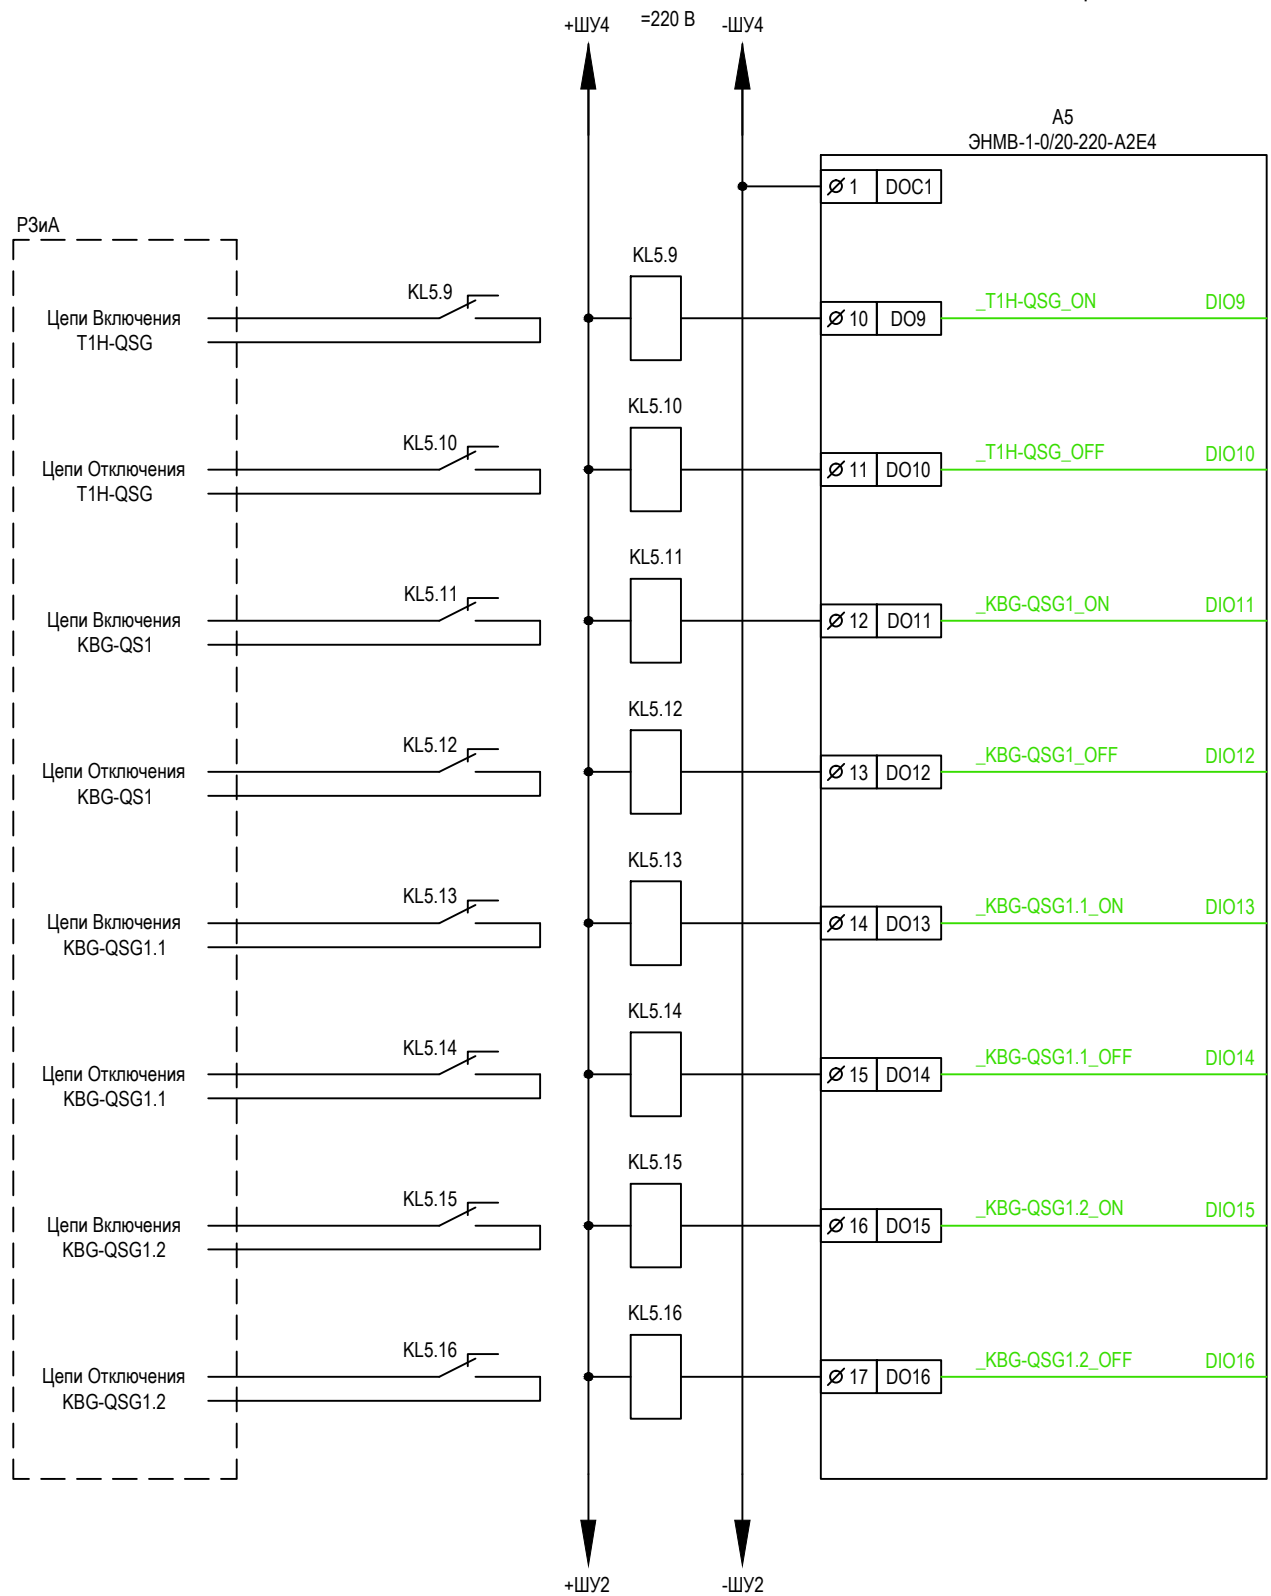 +ШУ4 =220 В -ШУ4
A5
ЭНМВ-1-0/20-220-A2E4
1 DOC1
РЗиА
KL5.9
KL5.9
Цепи Включения
T1H-QSG
10 DO9
_T1H-QSG_ON DIO9
KL5.10
KL5.10
Цепи Отключения
T1H-QSG
11 DO10
_T1H-QSG_OFF DIO10
KL5.11
KL5.11
Цепи Включения
KBG-QS1
12 DO11
_KBG-QSG1_ON DIO11
KL5.12
KL5.12
Цепи Отключения
KBG-QS1
13 DO12
_KBG-QSG1_OFF DIO12
KL5.13
KL5.13
Цепи Включения
KBG-QSG1.1
14 DO13
_KBG-QSG1.1_ON DIO13
KL5.14
KL5.14
Цепи Отключения
KBG-QSG1.1
15 DO14
_KBG-QSG1.1_OFF DIO14
KL5.15
KL5.15
Цепи Включения
KBG-QSG1.2
16 DO15
_KBG-QSG1.2_ON DIO15
KL5.16
KL5.16
Цепи Отключения
KBG-QSG1.2
17 DO16
_KBG-QSG1.2_OFF DIO16
+ШУ2 -ШУ2